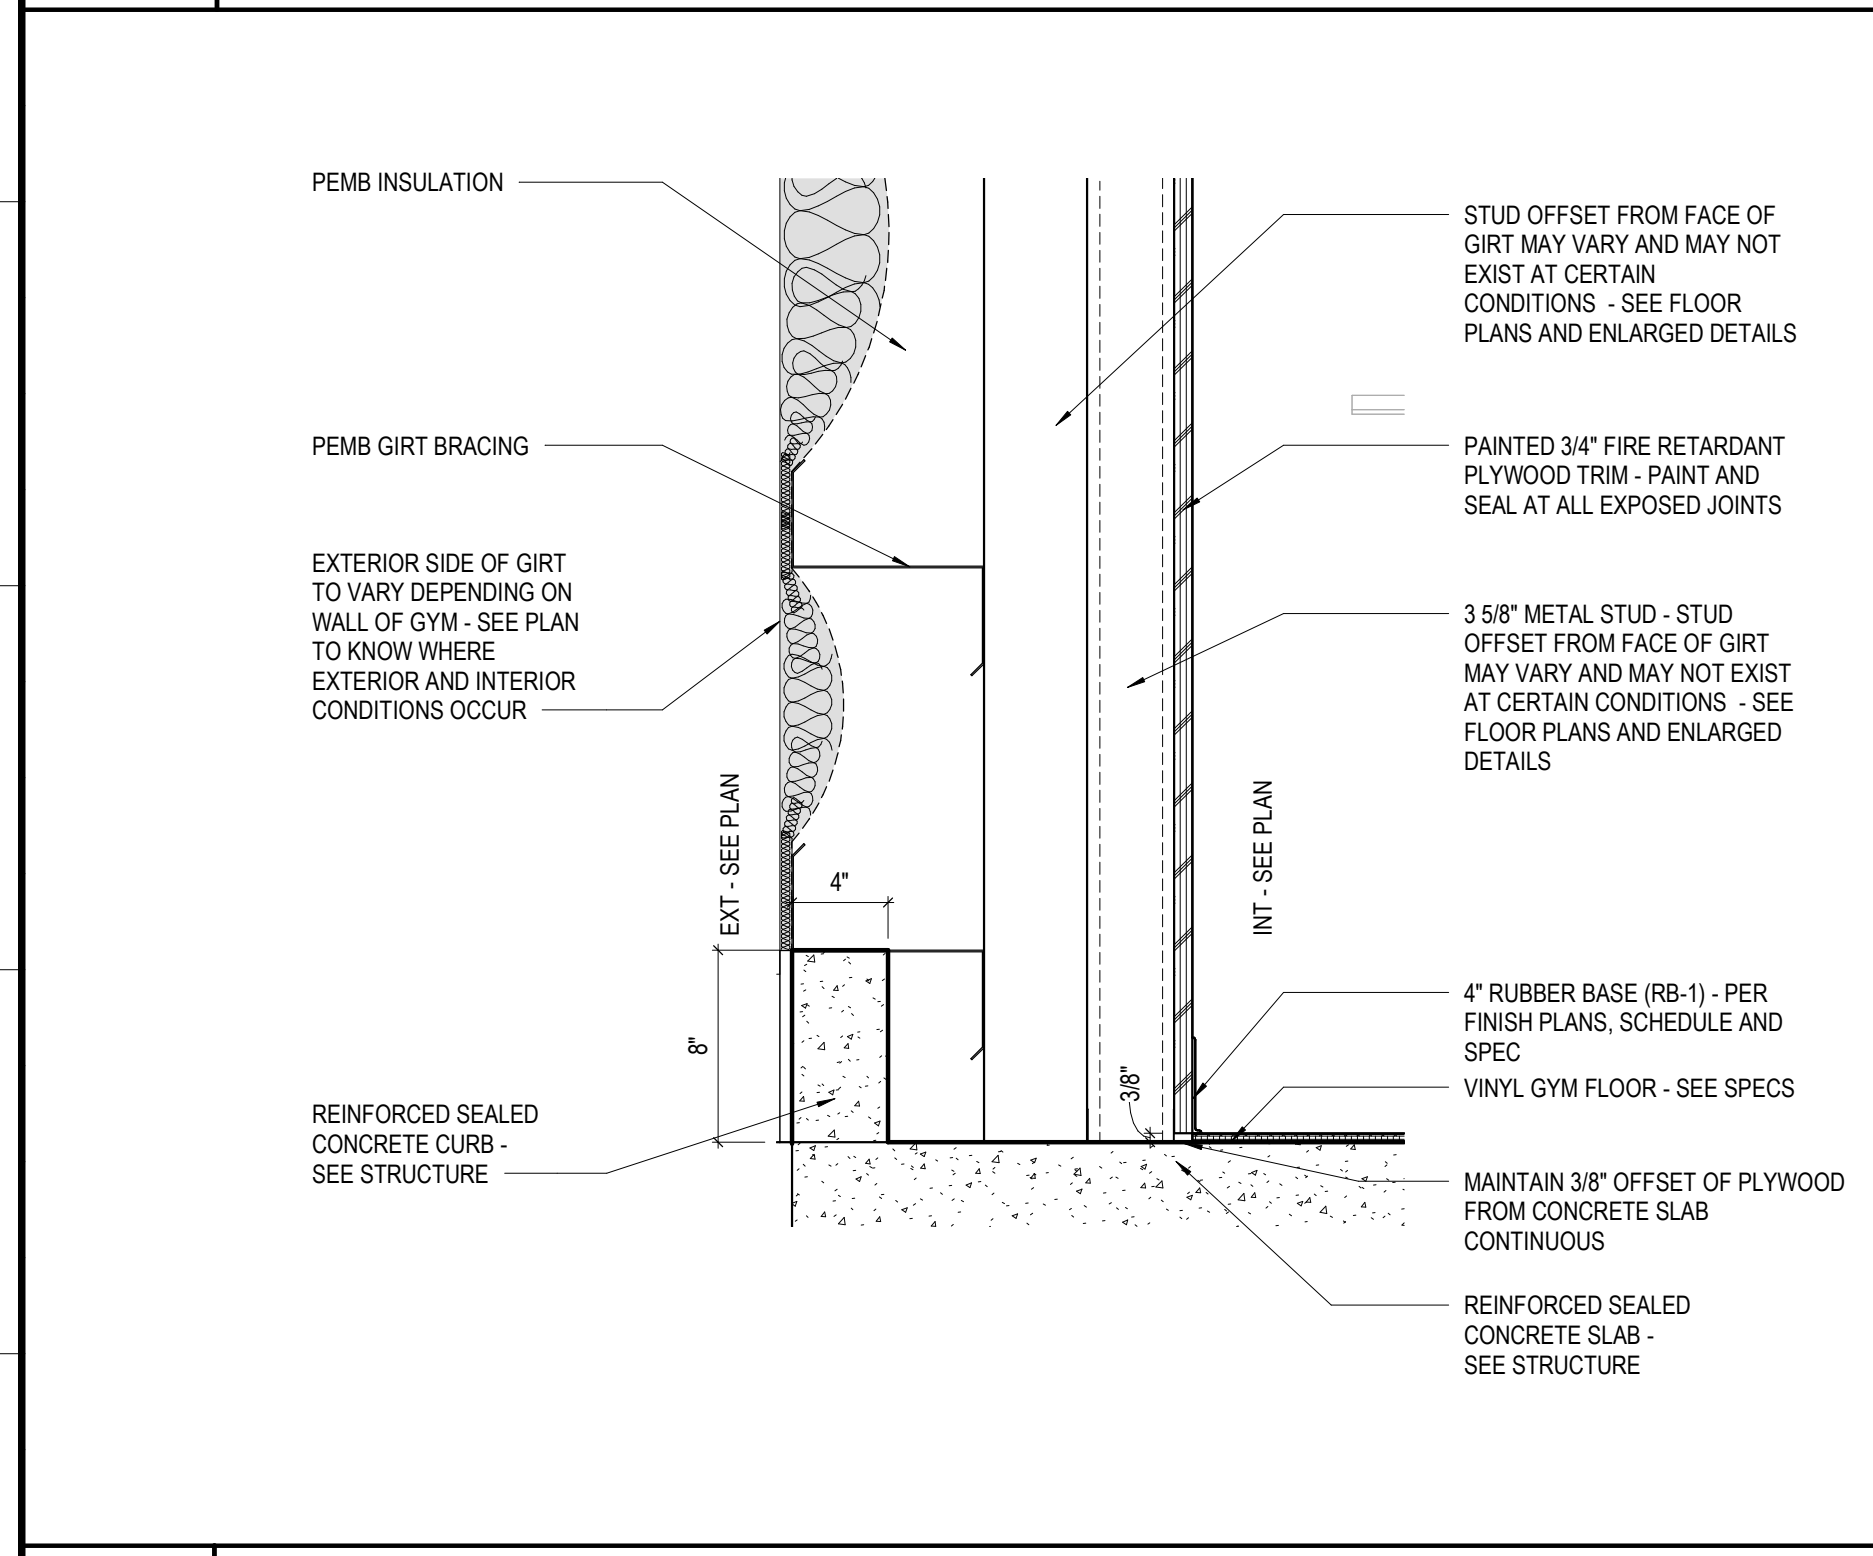 PEMB INSULATION
PEMB GIRT BRACING
EXTERIOR SIDE OF GIRT
TO VARY DEPENDING ON
WALL OF GYM - SEE PLAN
TO KNOW WHERE
EXTERIOR AND INTERIOR
CONDITIONS OCCUR
REINFORCED SEALED
CONCRETE CURB -
SEE STRUCTURE
EXT - SEE PLAN
4"
8"
3/8"
INT - SEE PLAN
STUD OFFSET FROM FACE OF
GIRT MAY VARY AND MAY NOT
EXIST AT CERTAIN
CONDITIONS - SEE FLOOR
PLANS AND ENLARGED DETAILS
PAINTED 3/4" FIRE RETARDANT
PLYWOOD TRIM - PAINT AND
SEAL AT ALL EXPOSED JOINTS
3 5/8" METAL STUD - STUD
OFFSET FROM FACE OF GIRT
MAY VARY AND MAY NOT EXIST
AT CERTAIN CONDITIONS - SEE
FLOOR PLANS AND ENLARGED
DETAILS
4" RUBBER BASE (RB-1) - PER
FINISH PLANS, SCHEDULE AND
SPEC
VINYL GYM FLOOR - SEE SPECS
MAINTAIN 3/8" OFFSET OF PLYWOOD
FROM CONCRETE SLAB
CONTINUOUS
REINFORCED SEALED
CONCRETE SLAB -
SEE STRUCTURE